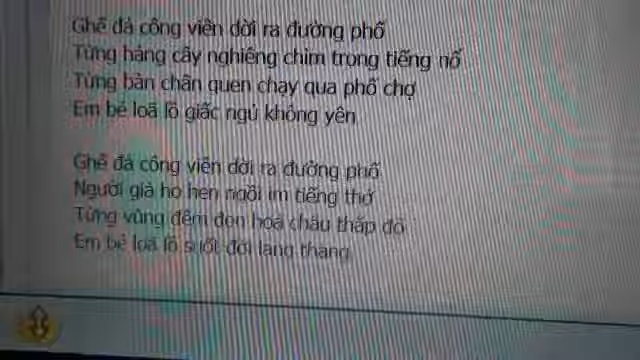 Ghế đá công viên dời ra đường phố
Từng hàng cây nghiêng chìm trong tiếng nổ
Từng bàn chân quen chạy qua phố chợ
Em bé loã lồ giấc ngủ không yên
Ghế đá công viên dời ra đường phố
Người già ho hen ngồi im tiếng thở
Từng vùng đêm đen hoả châu thắp đỏ
Em bé loã lồ suốt đời lang thang